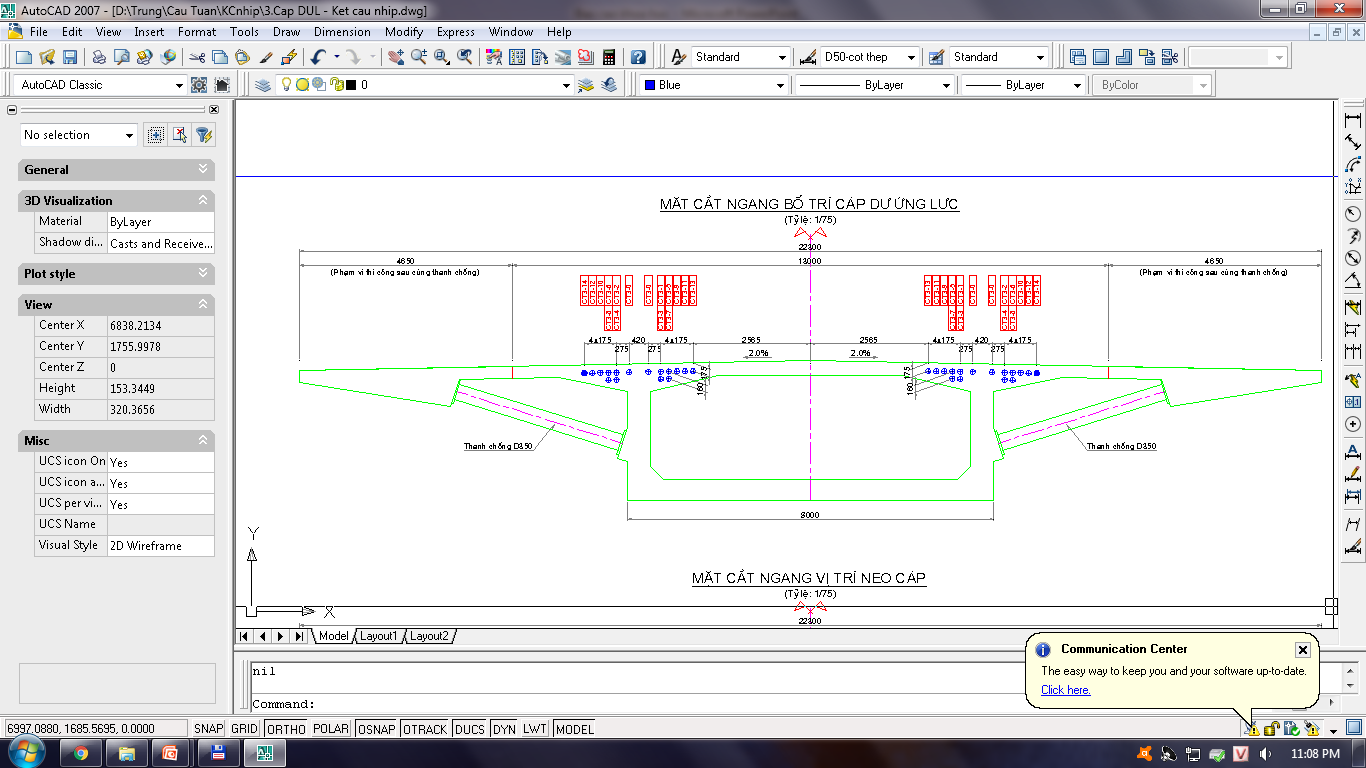 AutoCAD 2007 - [D:\Trung\Cau Tuan\KCnhip\3.Cap DUL - Ket cau nhip.dwg]
File Edit View Insert Format Tools Draw Dimension Modify Express Window Help
Standard D50-cot thep Standard
AutoCAD Classic 0 Blue ByLayer ByLayer ByColor
No selection
General
3D Visualization
Material ByLayer
Shadow di... Casts and Receive...
Plot style
View
Center X 6838.2134
Center Y 1755.9978
Center Z 0
Height 153.3449
Width 320.3656
Misc
UCS icon On Yes
UCS icon a... Yes
UCS per vi... Yes
UCS Name
Visual Style 2D Wireframe
MẶT CẮT NGANG BỐ TRÍ CÁP DỰ ỨNG LỰC
(Tỷ lệ: 1/75)
4650 4650
(Phạm vi thi công sau cùng thanh chống) (Phạm vi thi công sau cùng thanh chống)
4x175 420 4x175 2565 2565 4x175 420 4x175
275 275 2.0% 2.0% 275 275
Thanh chống D350 Thanh chống D350
8000
MẶT CẮT NGANG VỊ TRÍ NEO CÁP
(Tỷ lệ: 1/75)
Y
X
Model Layout1 Layout2
nil
Command:
Communication Center
The easy way to keep you and your software up-to-date.
Click here.
6997.0880, 1685.5695, 0.0000 SNAP GRID ORTHO POLAR OSNAP OTRACK DUCS DYN LWT MODEL
11:08 PM